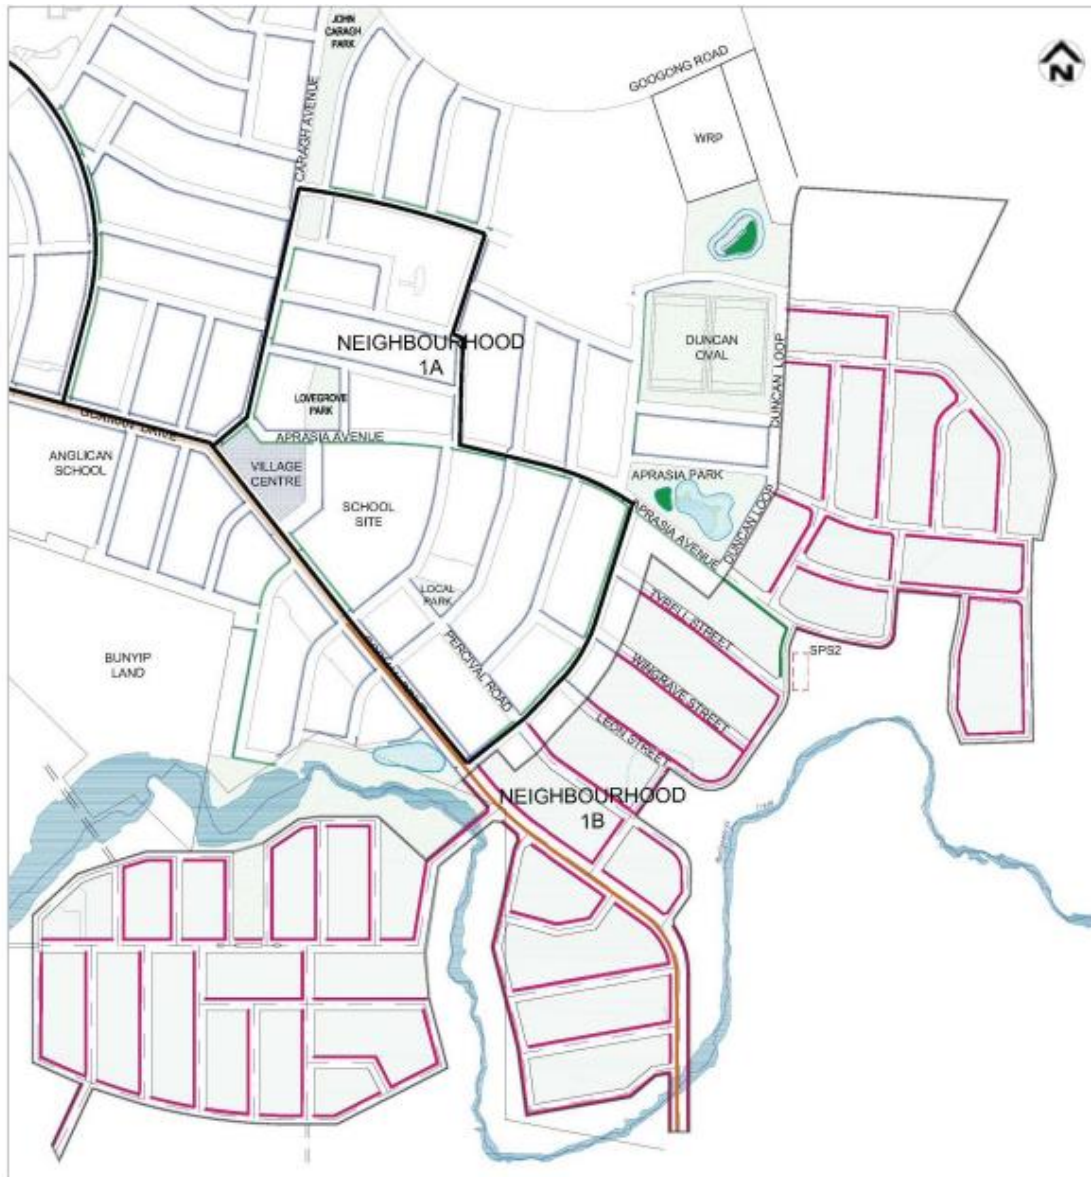 JOHN
CARAGH
PARK
N
GOOGONG ROAD
CARAGH AVENUE
WRP
NEIGHBOURHOOD
1A
DUNCAN
OVAL
DUNCAN LOOP
LOVEGROVE
PARK
DRIVE
APRASIA AVENUE
ANGLICAN
SCHOOL
VILLAGE
CENTRE
SCHOOL
SITE
APRASIA PARK
APRASIA AVENUE
DUNCAN LOOP
LOCAL
PARK
TYRELL STREET
PERCIVAL ROAD
WINGRAVE STREET
LEON STREET
SPS2
BUNYIP
LAND
NEIGHBOURHOOD
1B